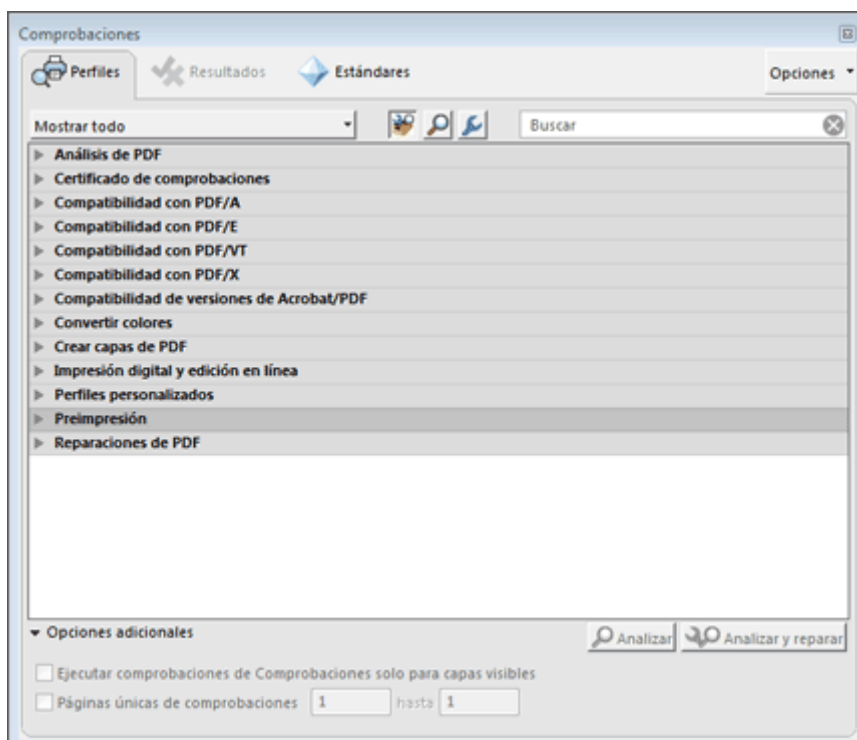 Comprobaciones
Perfiles Resultados Estándares Opciones
Mostrar todo Buscar
Análisis de PDF
Certificado de comprobaciones
Compatibilidad con PDF/A
Compatibilidad con PDF/E
Compatibilidad con PDF/VT
Compatibilidad con PDF/X
Compatibilidad de versiones de Acrobat/PDF
Convertir colores
Crear capas de PDF
Impresión digital y edición en línea
Perfiles personalizados
Preimpresión
Reparaciones de PDF
Opciones adicionales Analizar Analizar y reparar
Ejecutar comprobaciones de Comprobaciones solo para capas visibles
Páginas únicas de comprobaciones 1 hasta 1